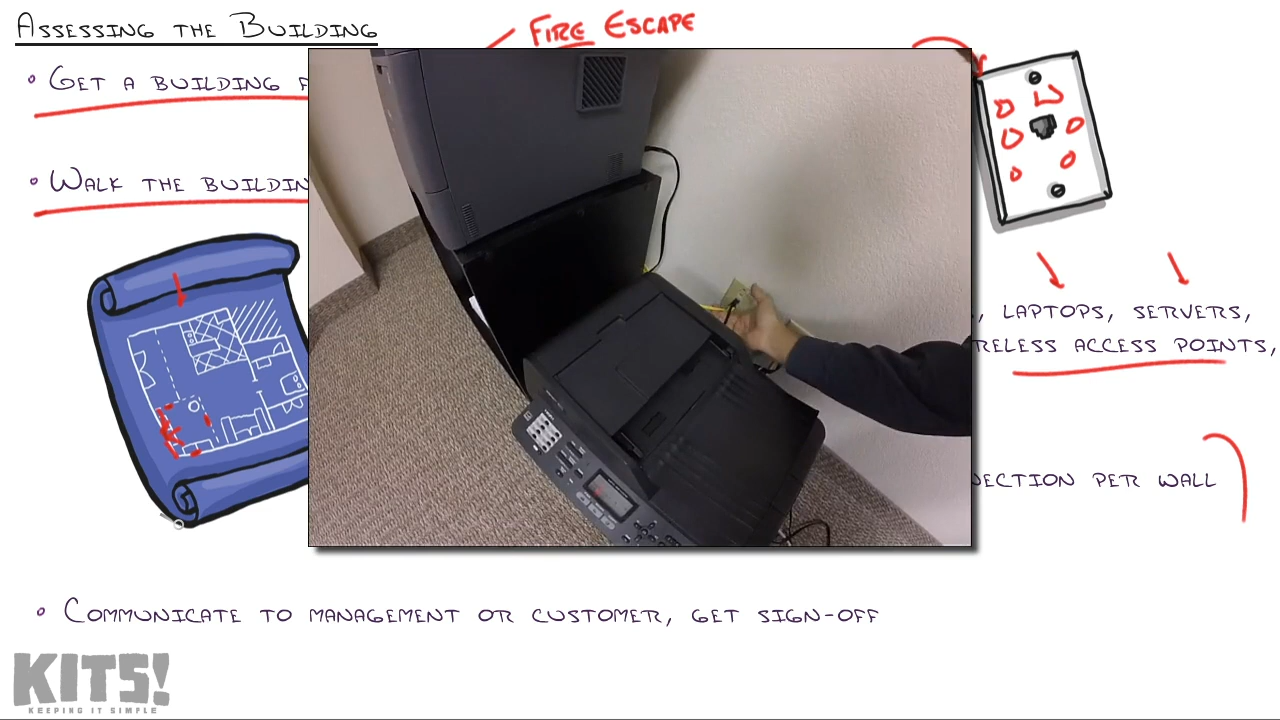 Assessing the Building
Fire Escape
• Get a building
• Walk the buildin
, laptops, servers,
reless access points,
nection per wall
• Communicate to management or customer, get sign-off
KITS!
KEEPING IT SIMPLE